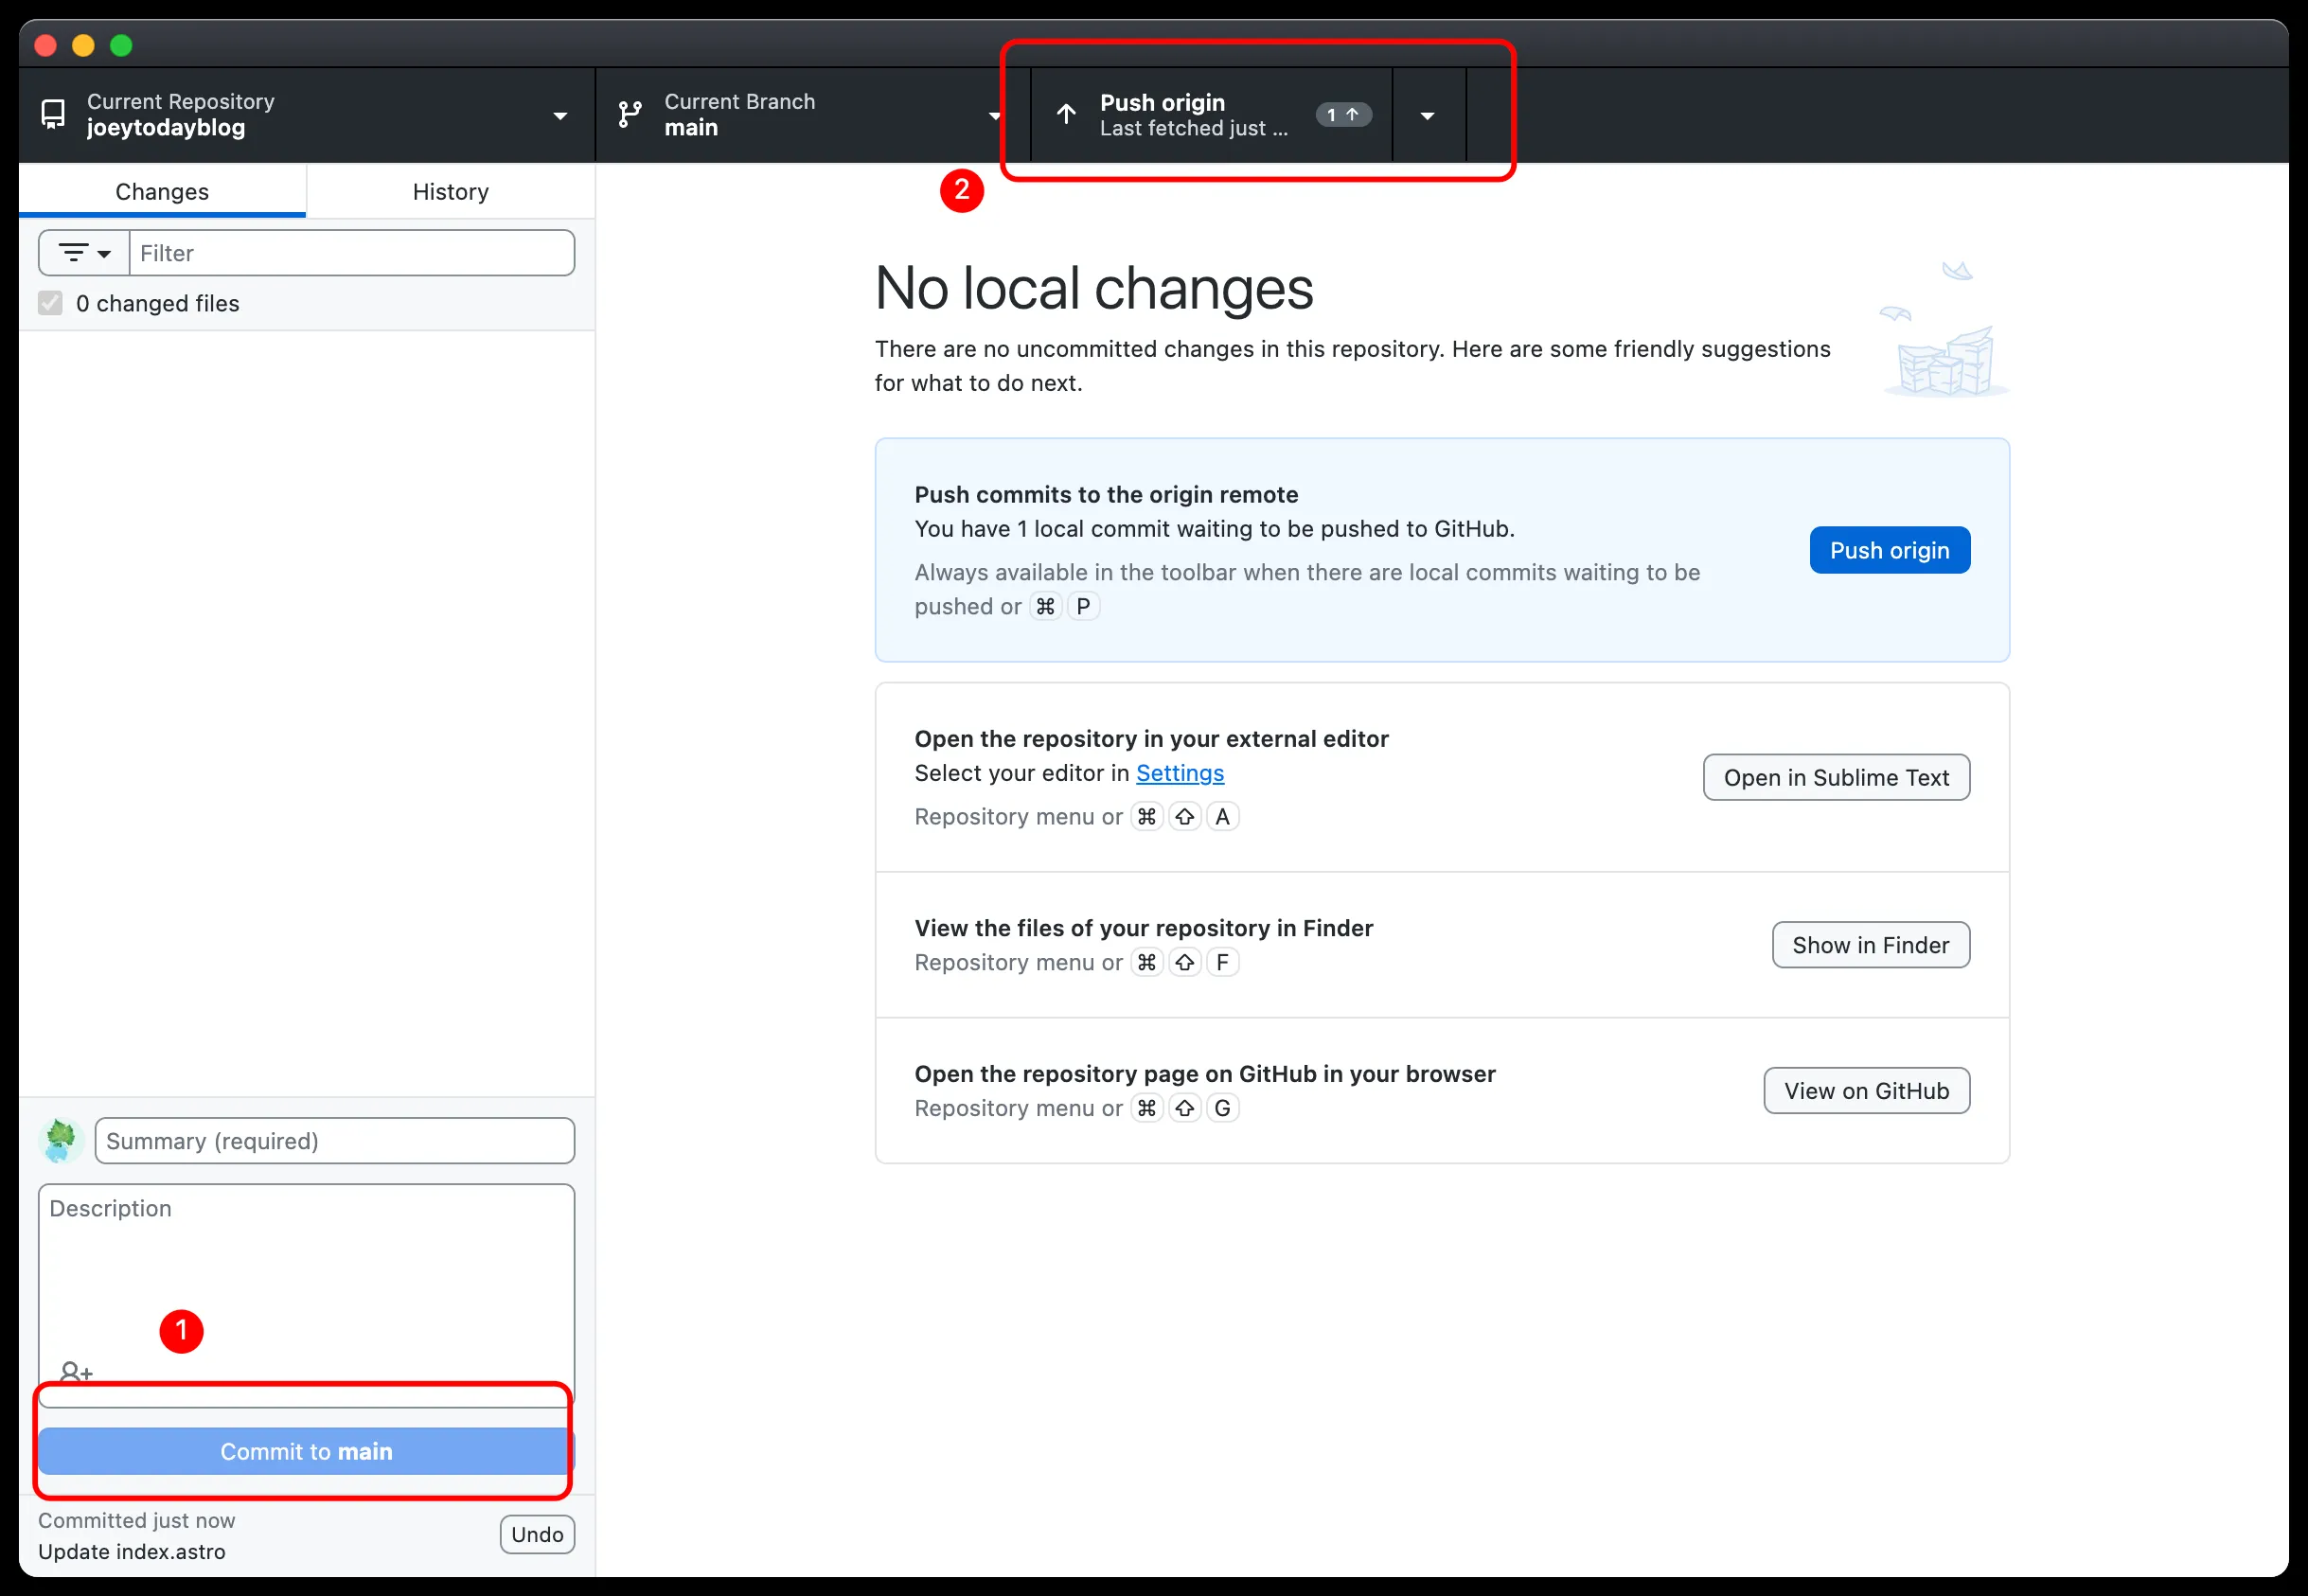 Current Repository
joeytodayblog
Current Branch
main
Push origin
Last fetched just ...
1
2
Changes
History
Filter
0 changed files
No local changes
There are no uncommitted changes in this repository. Here are some friendly suggestions
for what to do next.
Push commits to the origin remote
You have 1 local commit waiting to be pushed to GitHub.
Always available in the toolbar when there are local commits waiting to be
pushed or ⌘ P
Push origin
Open the repository in your external editor
Select your editor in Settings
Repository menu or ⌘ ⇧ A
Open in Sublime Text
View the files of your repository in Finder
Repository menu or ⌘ ⇧ F
Show in Finder
Open the repository page on GitHub in your browser
Repository menu or ⌘ ⇧ G
View on GitHub
Summary (required)
Description
1
Commit to main
Committed just now
Update index.astro
Undo